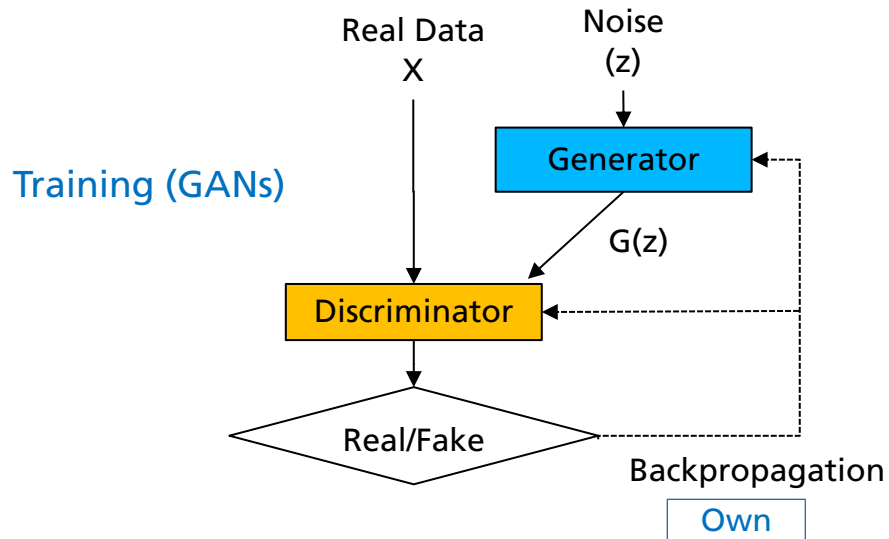 Real Data
X
Noise
(z)
Generator
Training (GANs)
G(z)
Discriminator
Real/Fake
Backpropagation
Own